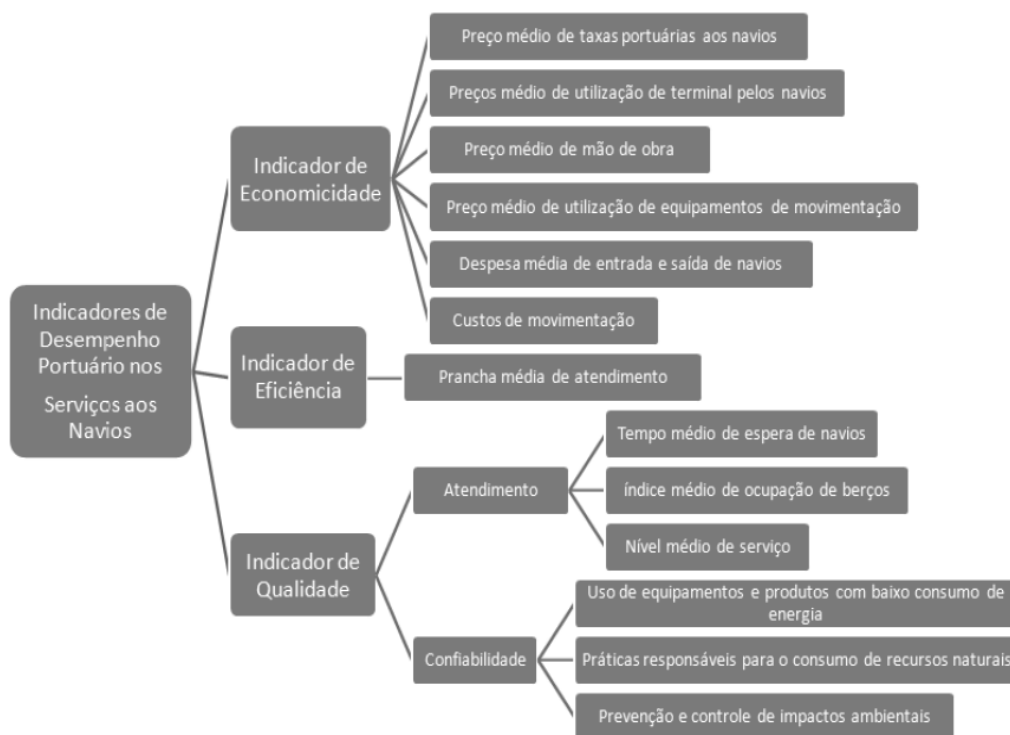 Preço médio de taxas portuárias aos navios
Preços médio de utilização de terminal pelos navios
Indicador de
Economicidade
Preço médio de mão de obra
Preço médio de utilização de equipamentos de movimentação
Despesa média de entrada e saída de navios
Custos de movimentação
Indicadores de
Desempenho
Portuário nos
Serviços aos
Navios
Indicador de
Eficiência
Prancha média de atendimento
Indicador de
Qualidade
Atendimento
Tempo médio de espera de navios
índice médio de ocupação de berços
Nível médio de serviço
Confiabilidade
Uso de equipamentos e produtos com baixo consumo de
energia
Práticas responsáveis para o consumo de recursos naturais
Prevenção e controle de impactos ambientais